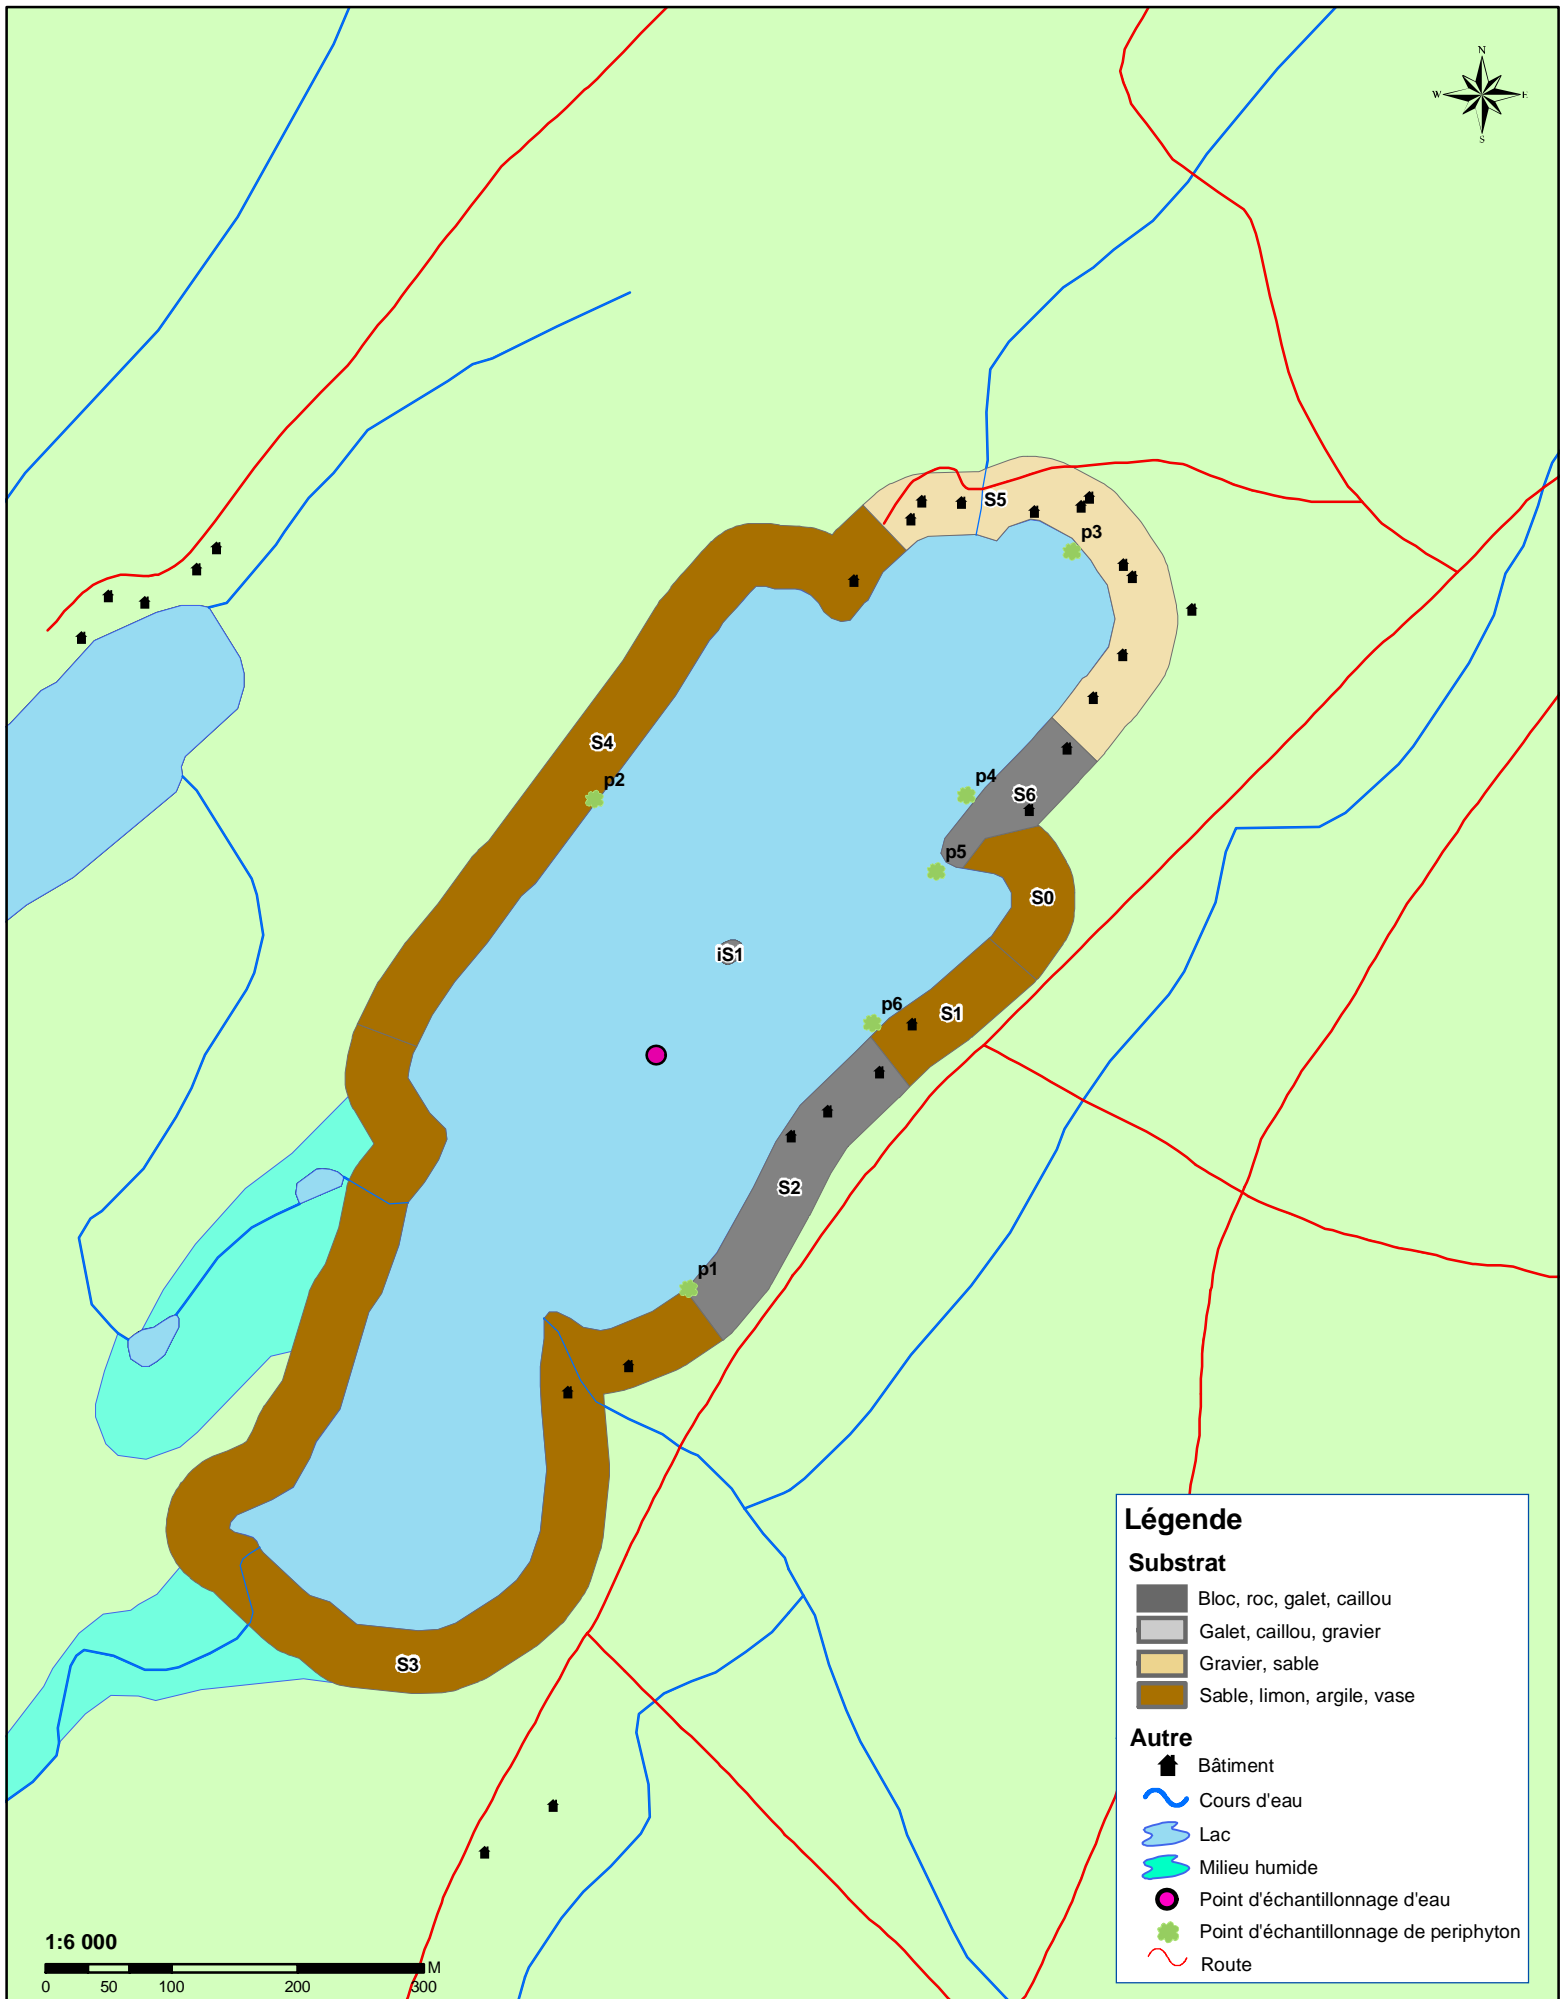 N
W E
S
S5
p3
S4
p2
p4
S6
p5
S0
iS1
p6
S1
S2
p1
S3
Légende
Substrat
Bloc, roc, galet, caillou
Galet, caillou, gravier
Gravier, sable
Sable, limon, argile, vase
Autre
Bâtiment
Cours d'eau
Lac
Milieu humide
Point d'échantillonnage d'eau
Point d'échantillonnage de periphyton
Route
1:6 000
M
0 50 100 200 300